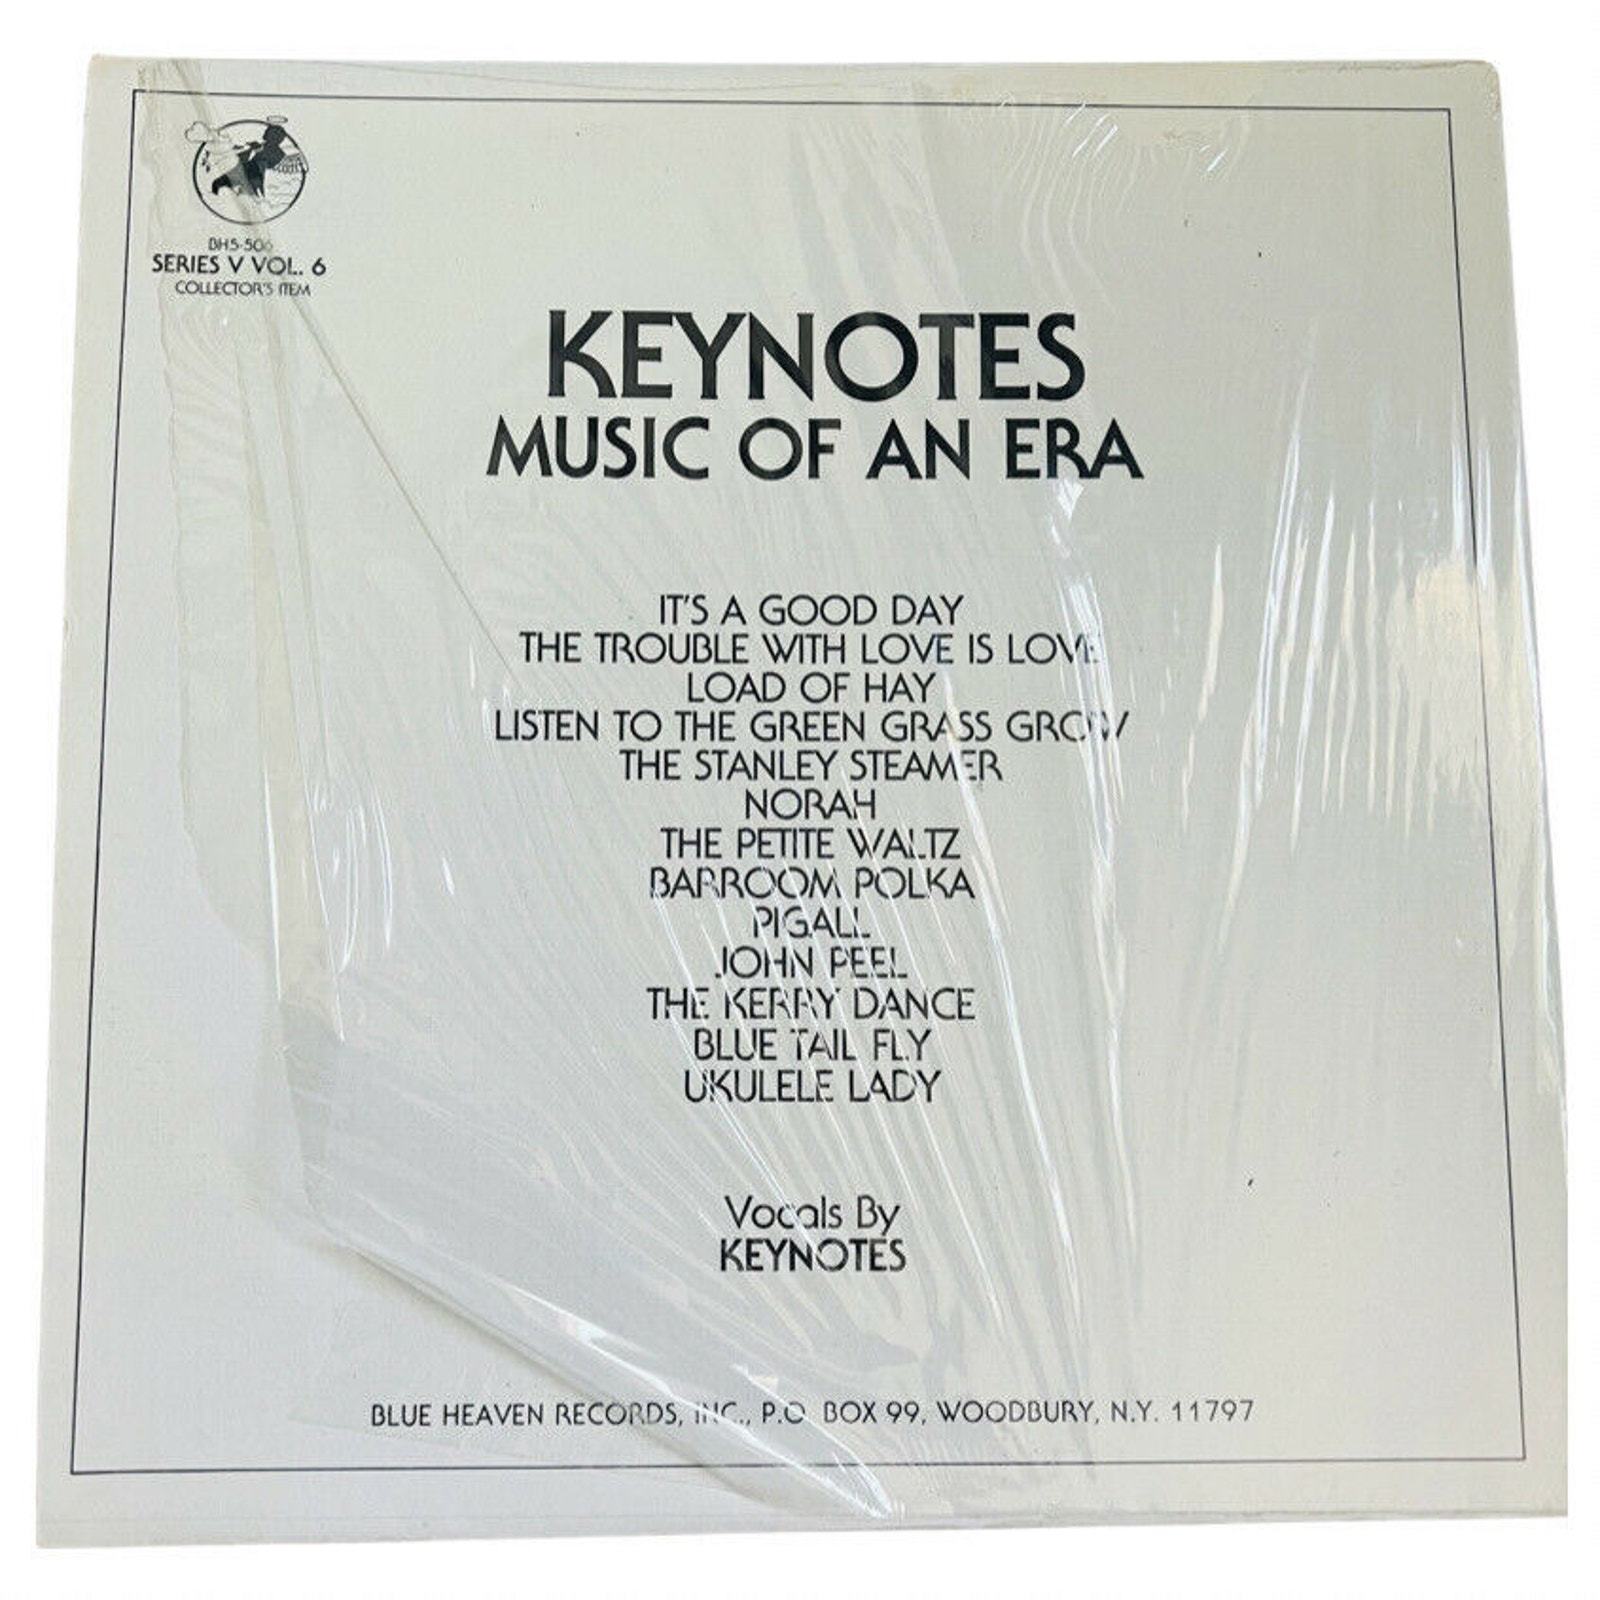 BH5-506
SERIES V VOL. 6
COLLECTOR'S ITEM
KEYNOTES
MUSIC OF AN ERA
IT'S A GOOD DAY
THE TROUBLE WITH LOVE IS LOVE
LOAD OF HAY
LISTEN TO THE GREEN GRASS GROW
THE STANLEY STEAMER
NORAH
THE PETITE WALTZ
BARROOM POLKA
PIGALL
JOHN PEEL
THE KERRY DANCE
BLUE TAIL FLY
UKULELE LADY
Vocals By
KEYNOTES
BLUE HEAVEN RECORDS, INC., P.O. BOX 99, WOODBURY, N.Y. 11797